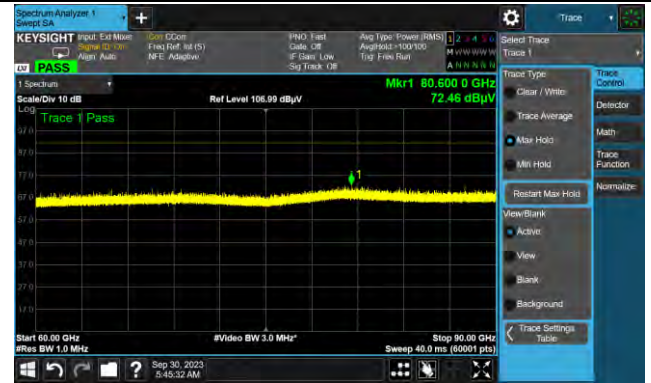 Spectrum Analyzer 1
Swept SA
+
Trace
KEYSIGHT
Input: Ext Mixer
Signal ID: On
Align: Auto
Corr CCorr
Freq Ref: Int (S)
NFE: Adaptive
PNO: Fast
Gate: Off
IF Gain: Low
Sig Track: Off
Avg Type: Power (RMS)
Avg|Hold: >100/100
Trig: Free Run
1 2 3 4 5 6
M W W W W W
A N N N N N
LXI PASS
Select Trace
Trace 1
1 Spectrum
Mkr1 80.600 0 GHz
Scale/Div 10 dB
Ref Level 106.99 dBµV
72.46 dBµV
Log
Trace 1 Pass
97.0
87.0
77.0
67.0
57.0
47.0
37.0
27.0
17.0
1
Start 60.00 GHz
#Video BW 3.0 MHz*
Stop 90.00 GHz
#Res BW 1.0 MHz
Sweep 40.0 ms (60001 pts)
Trace Type
Clear / Write
Trace Average
Max Hold
Min Hold
Restart Max Hold
View/Blank
Active
View
Blank
Background
Trace Settings
Table
Trace
Control
Detector
Math
Trace
Function
Normalize
?
Sep 30, 2023
5:45:32 AM